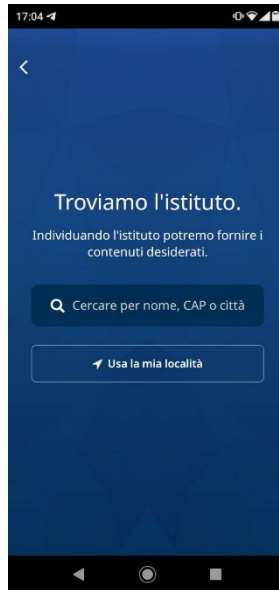 17:04
Troviamo l'istituto.
Individuando l'istituto potremo fornire i
contenuti desiderati.
Cercare per nome, CAP o città
Usa la mia località